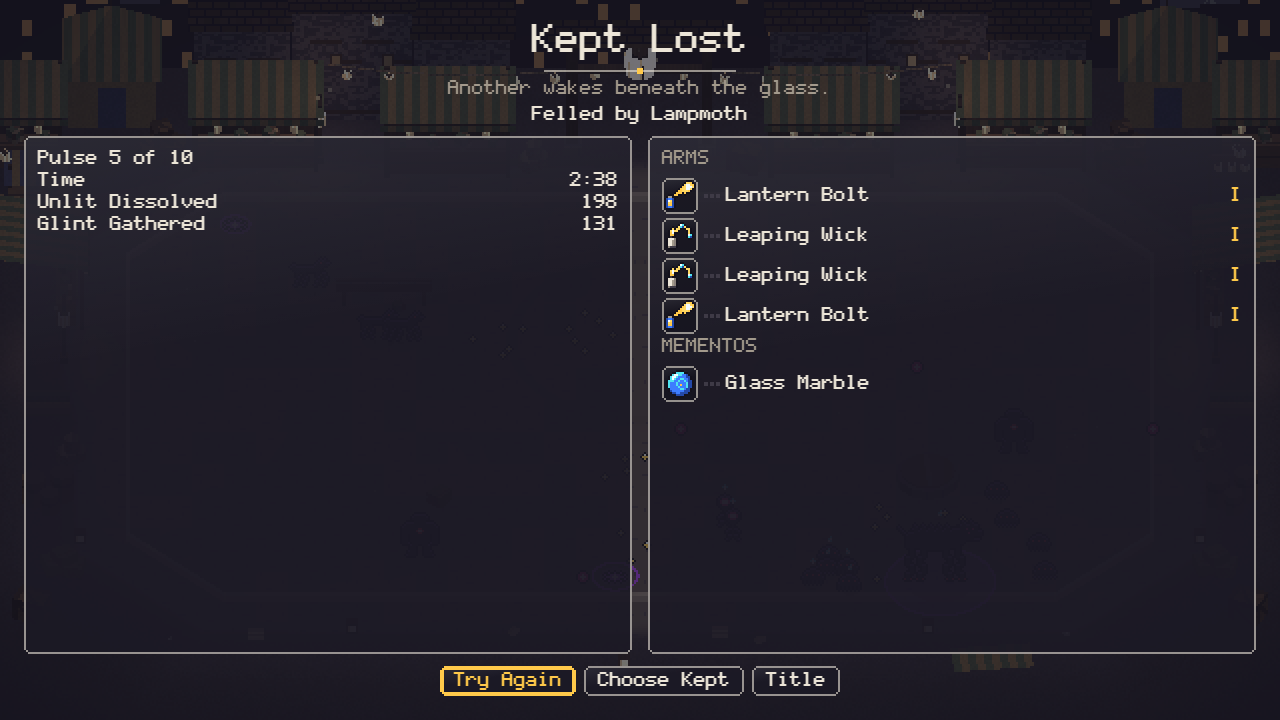 Kept Lost
Another wakes beneath the glass.
Felled by Lampmoth
Pulse 5 of 10
Time 2:38
Unlit Dissolved 198
Glint Gathered 131
ARMS
Lantern Bolt I
Leaping Wick I
Leaping Wick I
Lantern Bolt I
MEMENTOS
Glass Marble
Try Again Choose Kept Title